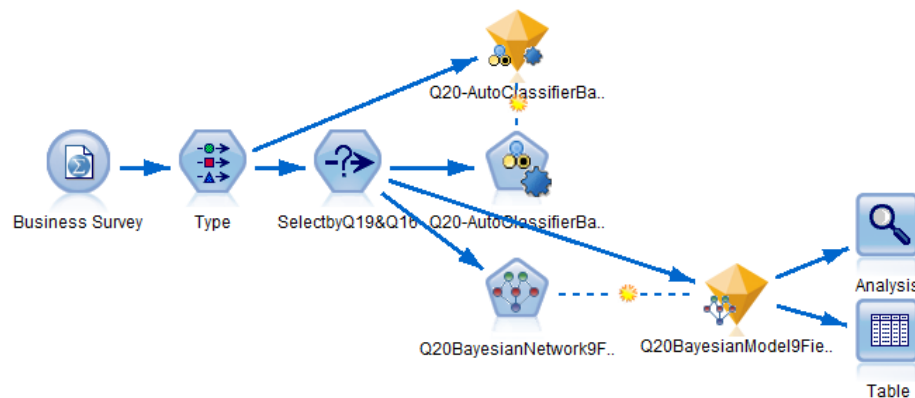 Q20-AutoClassifierBa..
Business Survey
Type
SelectbyQ19&Q16
Q20-AutoClassifierBa..
Analysis
Q20BayesianNetwork9F..
Q20BayesianModel9Fie..
Table